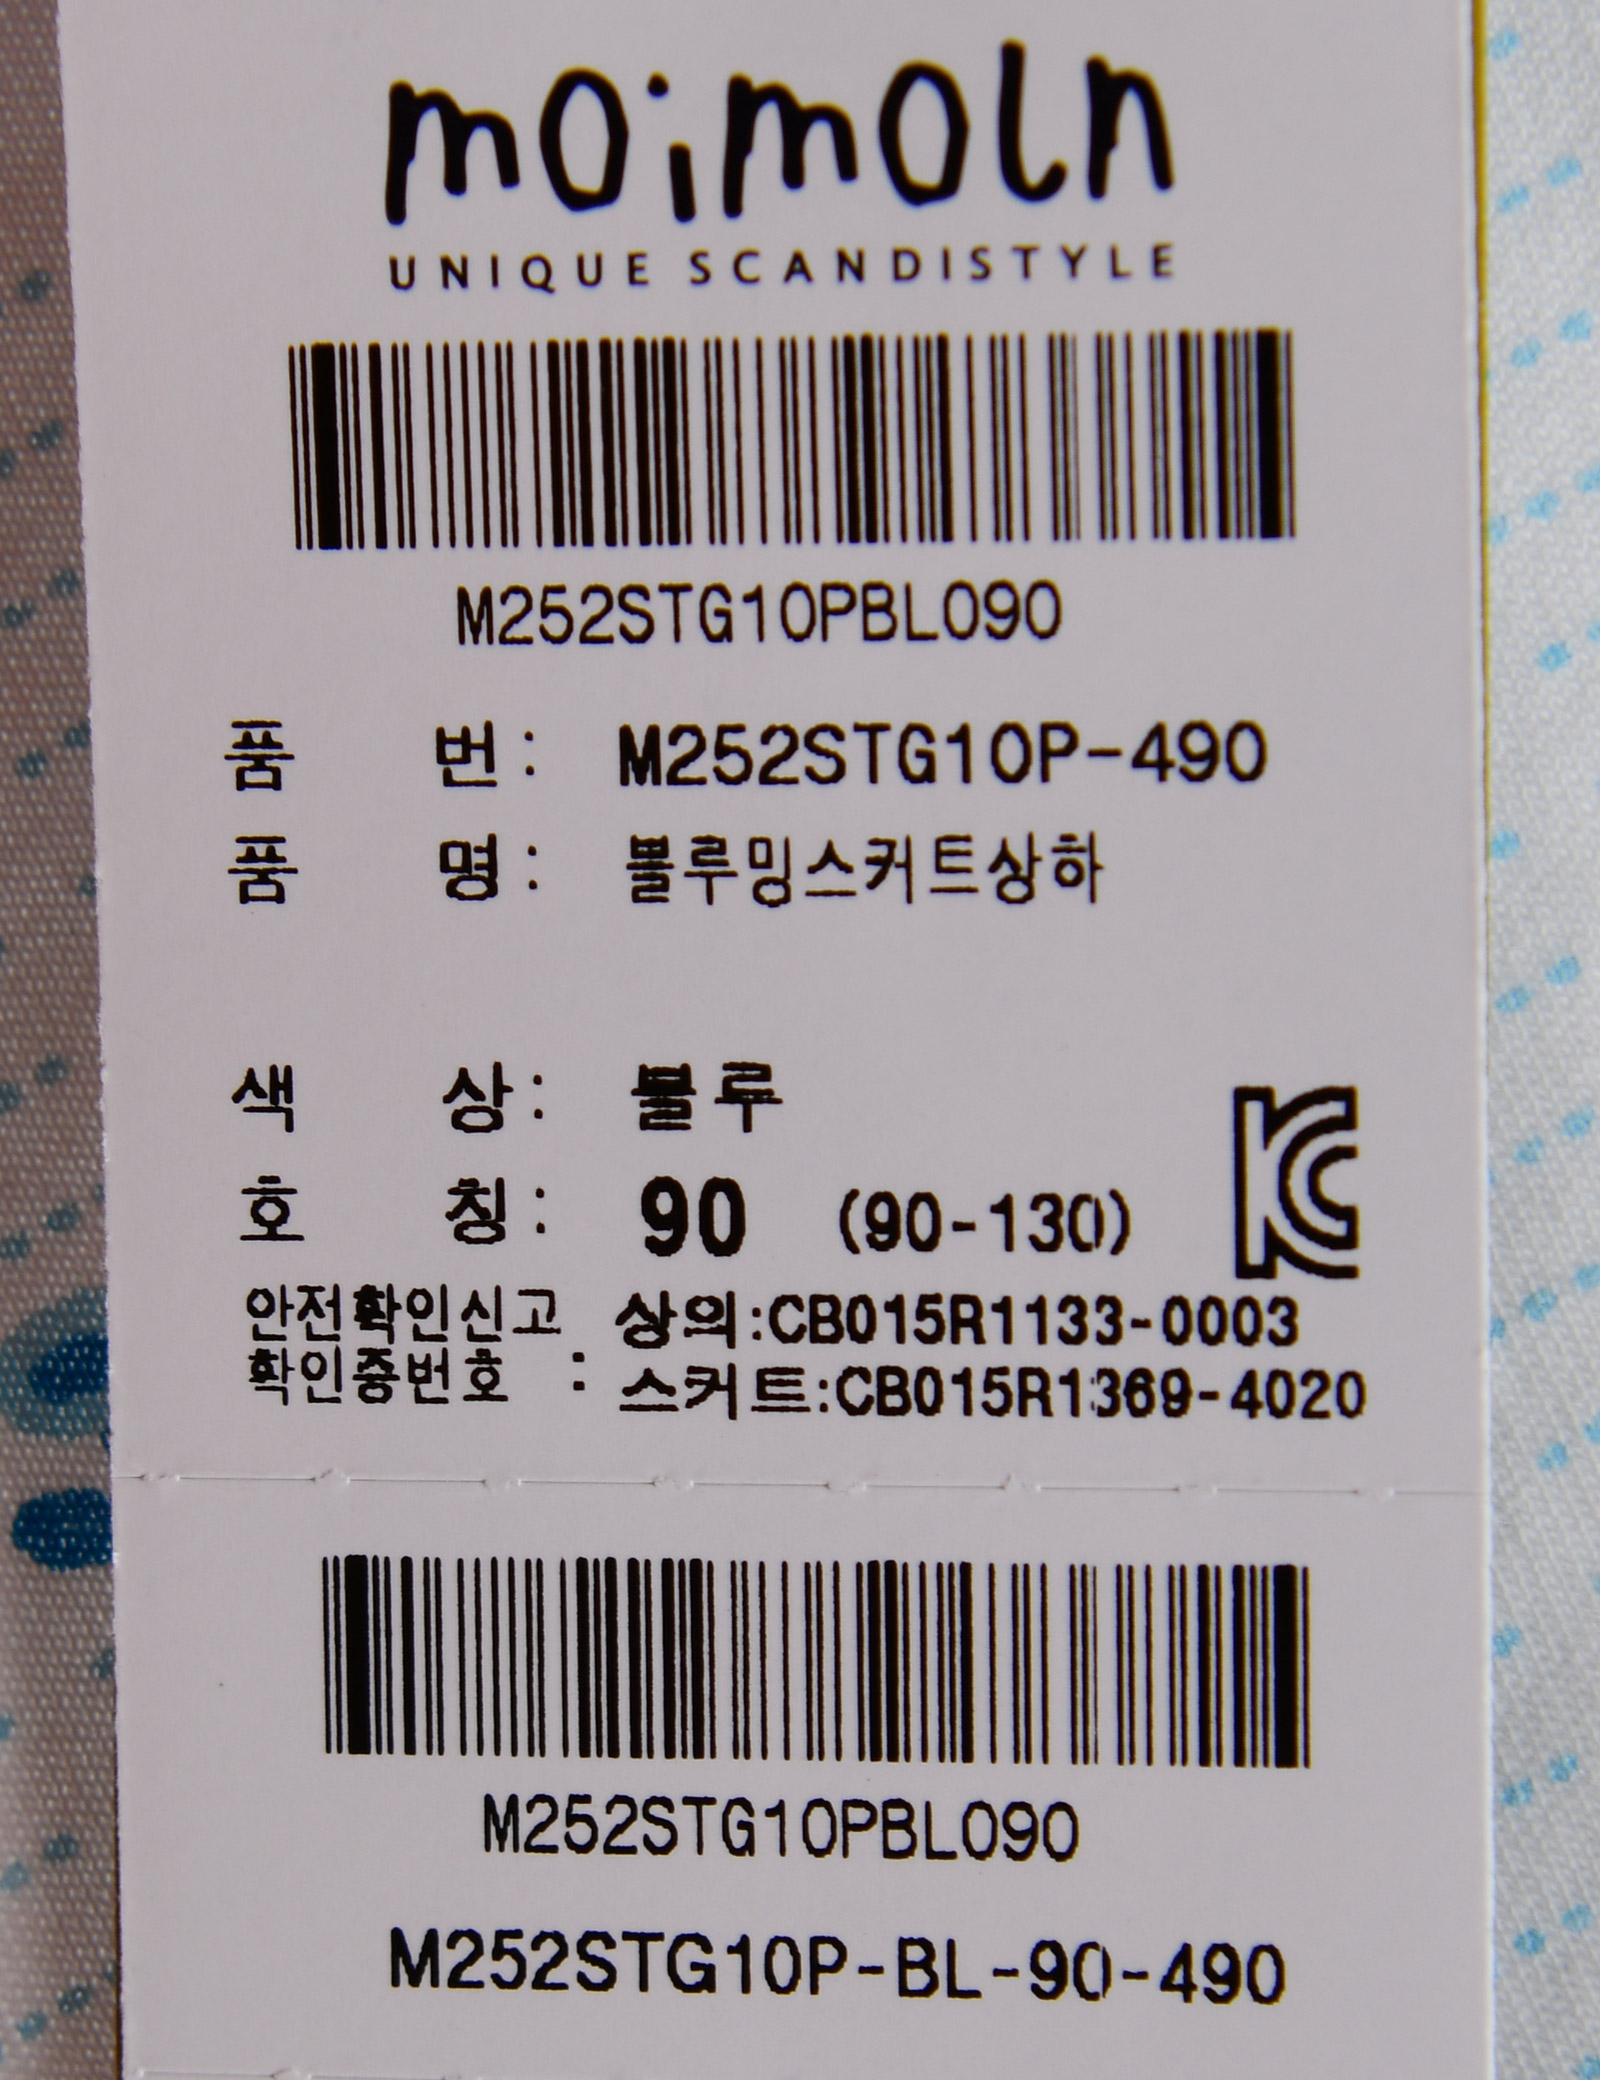 moimoln
UNIQUE SCANDISTYLE
M252STG10PBL090
품 번 : M252STG10P-490
품 명 : 블루밍스커트상하
색 상 : 블루
호 칭 : 90 (90-130)
안전확인신고 상의:CB015R1133-0003
확인증번호 : 스커트:CB015R1369-4020
M252STG10PBL090
M252STG10P-BL-90-490